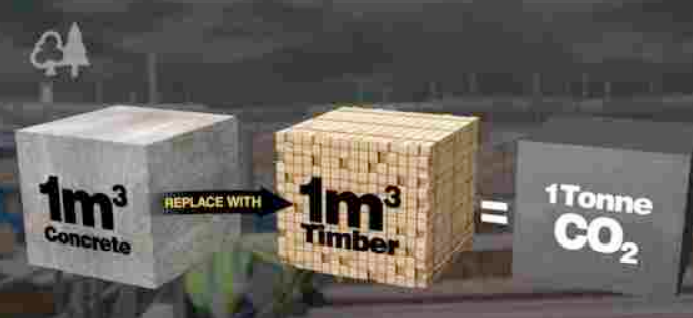 1m³
Concrete
REPLACE WITH
1m³
Timber
=
1Tonne
CO₂